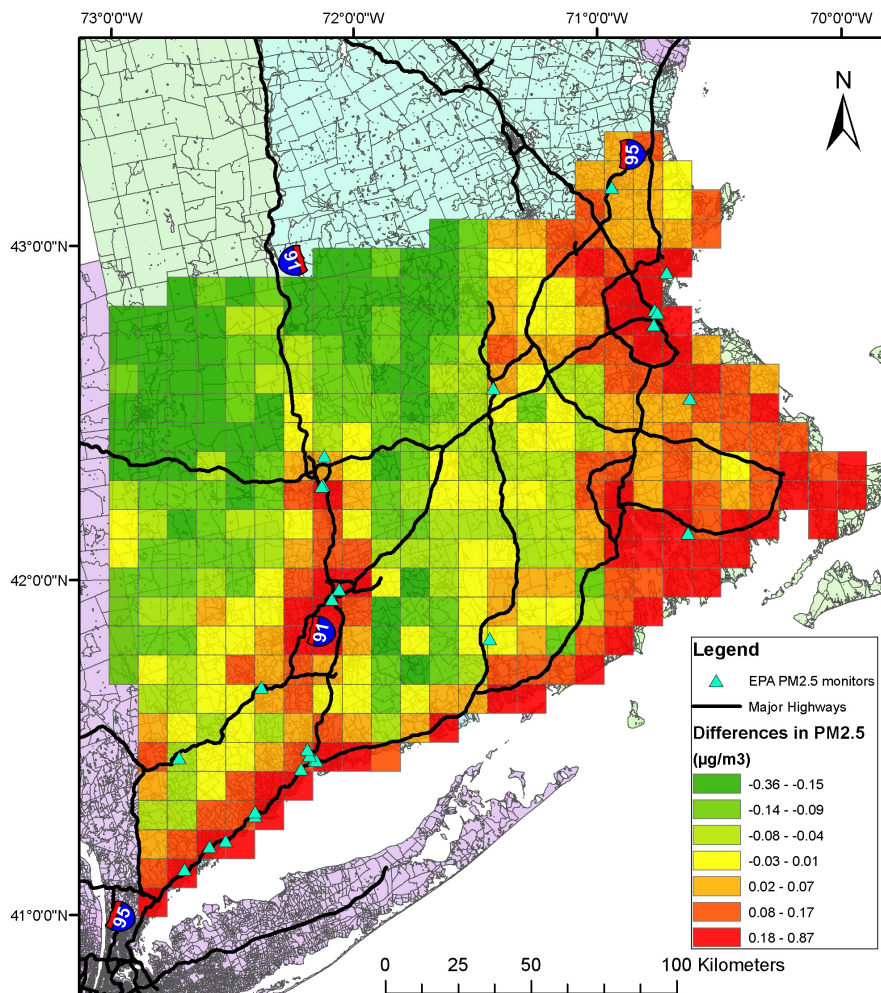 73°0'0"W 72°0'0"W 71°0'0"W 70°0'0"W
N
95
43°0'0"N
91
42°0'0"N
91
Legend
EPA PM2.5 monitors
Major Highways
Differences in PM2.5
(µg/m3)
-0.36 - -0.15
-0.14 - -0.09
-0.08 - -0.04
-0.03 - 0.01
0.02 - 0.07
0.08 - 0.17
0.18 - 0.87
41°0'0"N
95
0 25 50 100 Kilometers